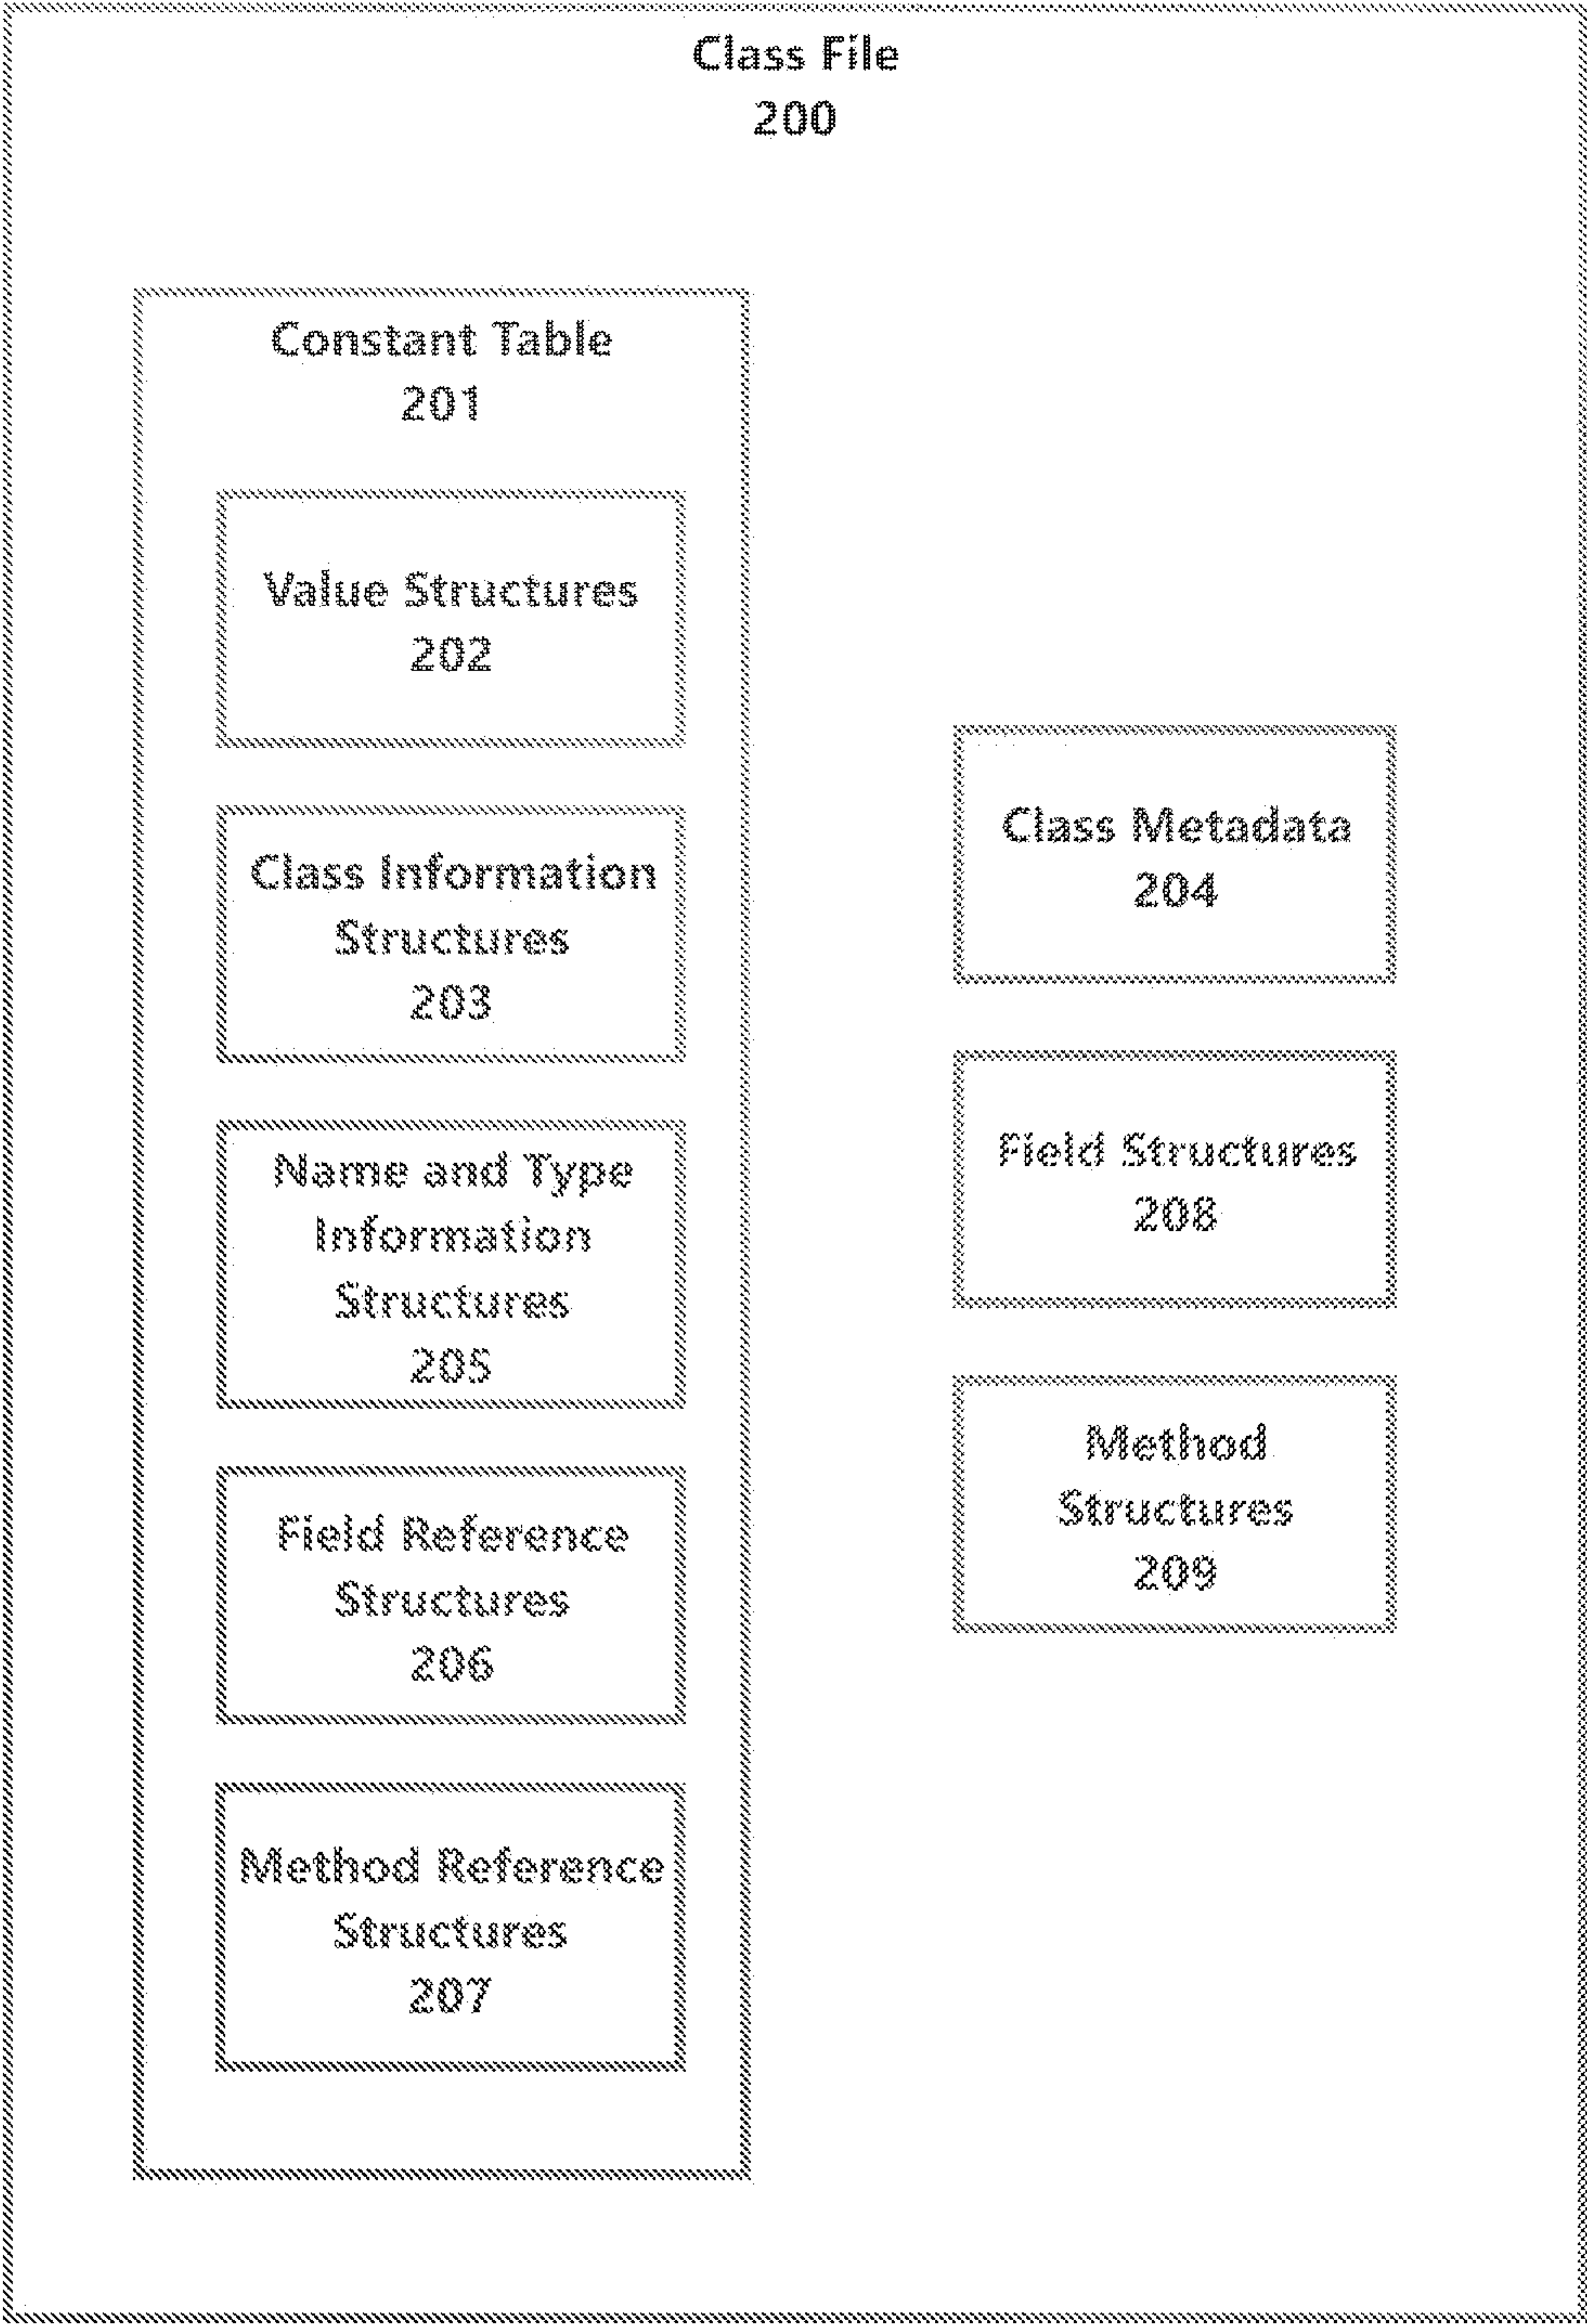 Class File
200
Constant Table
201
Value Structures
202
Class Information
Structures
203
Name and Type
Information
Structures
205
Field Reference
Structures
206
Method Reference
Structures
207
Class Metadata
204
Field Structures
208
Method
Structures
209